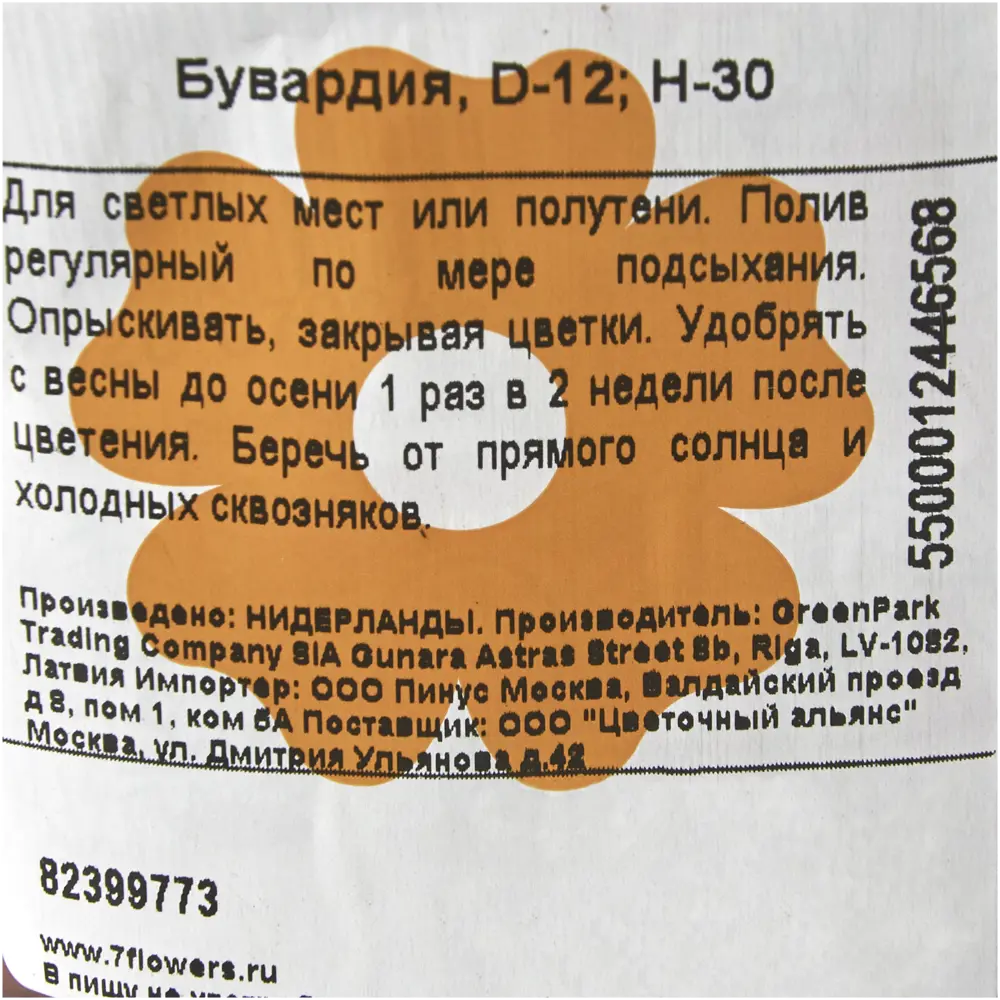 Бувардия, D-12; H-30
Для светлых мест или полутени. Полив
регулярный по мере подсыхания.
Опрыскивать, закрывая цветки. Удобрять
с весны до осени 1 раз в 2 недели после
цветения. Беречь от прямого солнца и
холодных сквозняков.
5500012446568
Произведено: НИДЕРЛАНДЫ. Производитель: GreenPark
Trading Company SIA Gunara Astras Street 8b, Riga, LV-1082,
Латвия Импортер: ООО Пинус Москва, Валдайский проезд
д 8, пом 1, ком 5А Поставщик: ООО "Цветочный альянс"
Москва, ул. Дмитрия Ульянова д.42
82399773
www.7flowers.ru
В пищу не